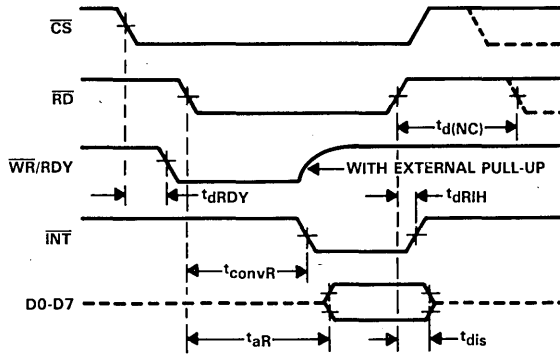 CS
RD
td(NC)
WR/RDY
WITH EXTERNAL PULL-UP
tdRDY
tdRIH
INT
tconvR
D0-D7
taR
tdis